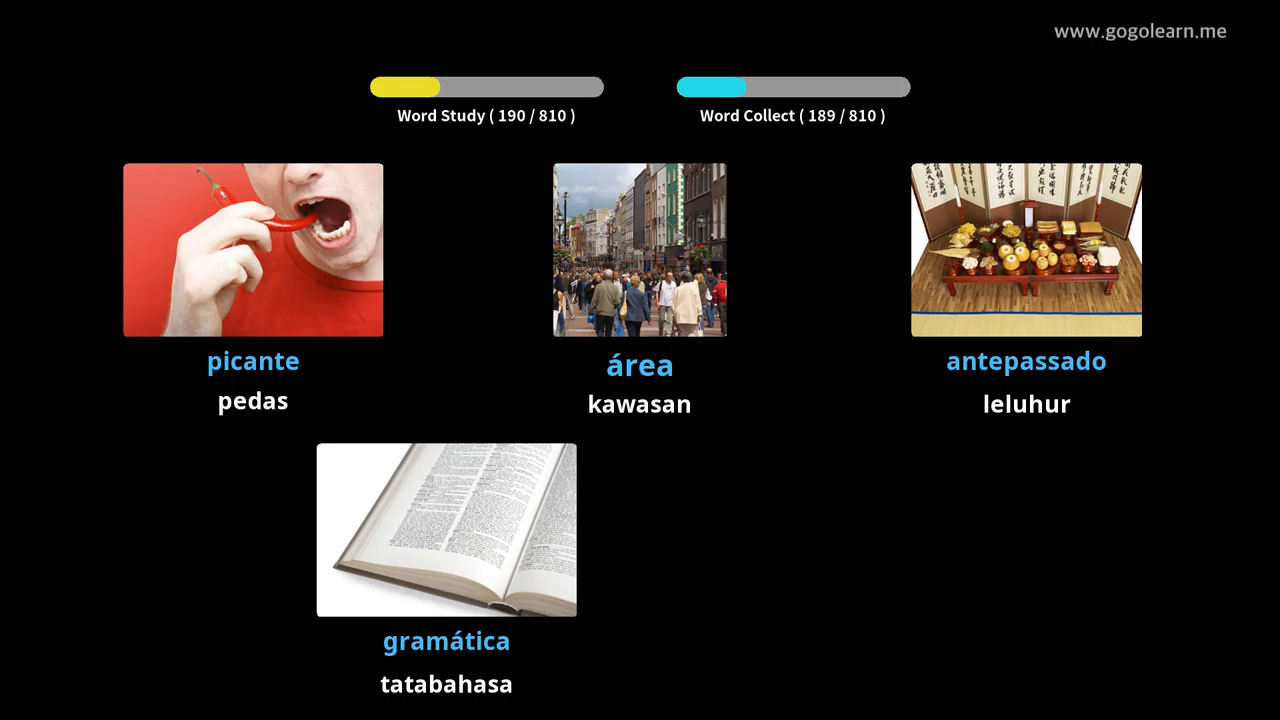 www.gogolearn.me
Word Study ( 190 / 810 )
Word Collect ( 189 / 810 )
picante
área
antepassado
pedas
kawasan
leluhur
gramática
tatabahasa